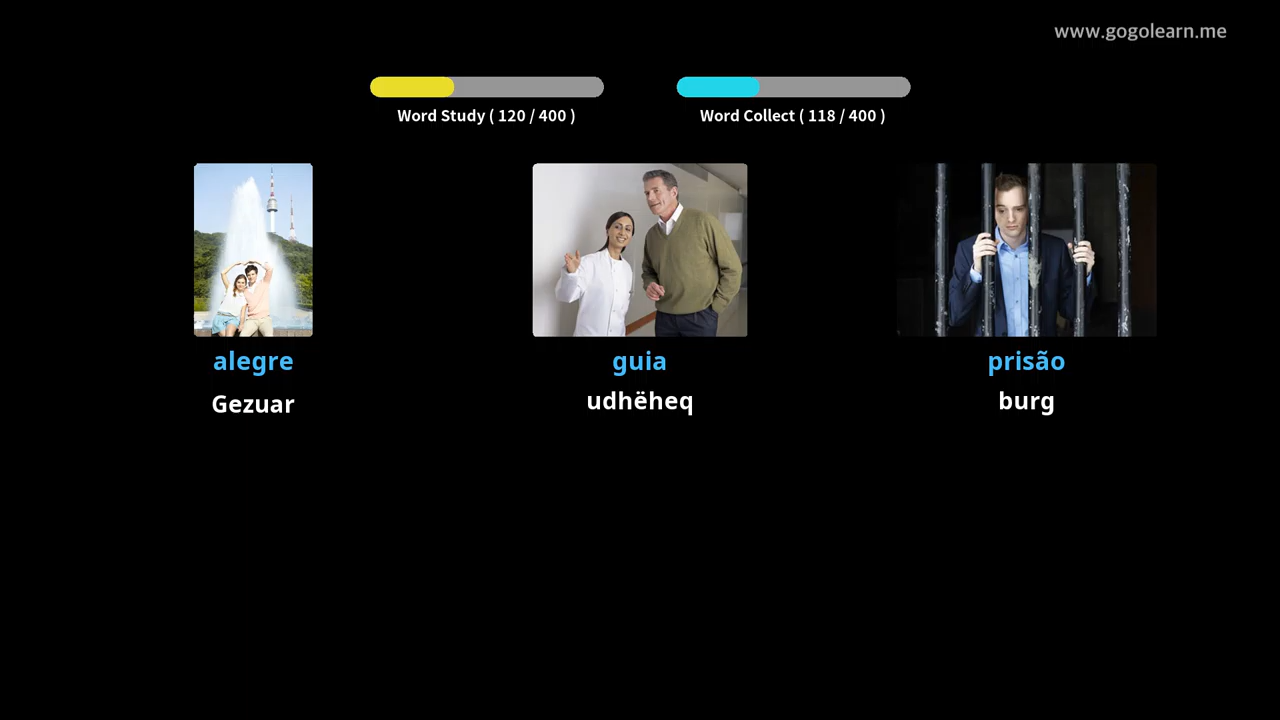 www.gogolearn.me
Word Study ( 120 / 400 )
Word Collect ( 118 / 400 )
alegre
guia
prisão
Gezuar
udhëheq
burg